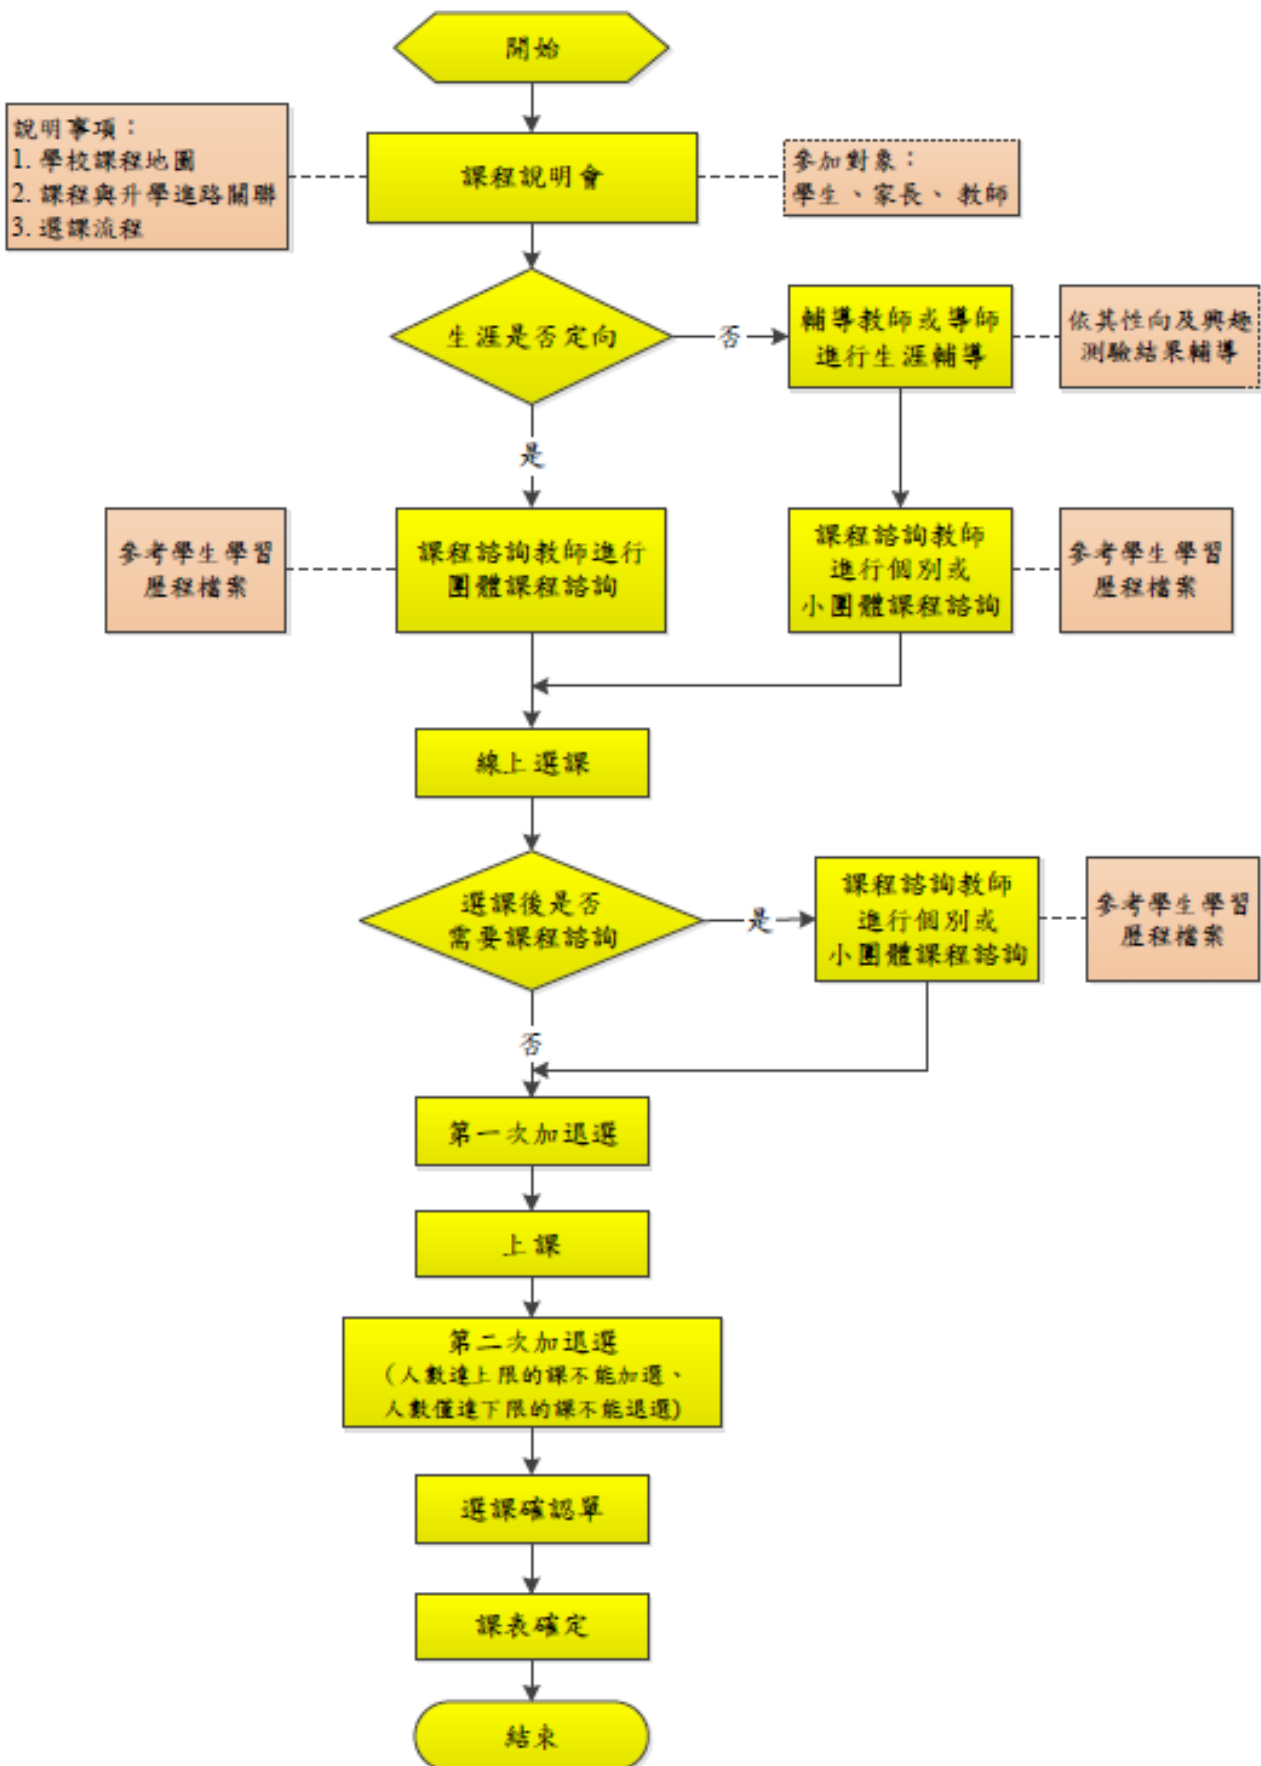 開始
說明事項：
1. 學校課程地圖
2. 課程與升學進路關聯
3. 選課流程
課程說明會
參加對象：
學生、家長、教師
生涯是否定向
否
輔導教師或導師
進行生涯輔導
依其性向及興趣
測驗結果輔導
是
參考學生學習
歷程檔案
課程諮詢教師進行
團體課程諮詢
課程諮詢教師
進行個別或
小團體課程諮詢
參考學生學習
歷程檔案
線上選課
選課後是否
需要課程諮詢
是
課程諮詢教師
進行個別或
小團體課程諮詢
參考學生學習
歷程檔案
否
第一次加退選
上課
第二次加退選
（人數達上限的課不能加選、
人數僅達下限的課不能退選)
選課確認單
課表確定
結束